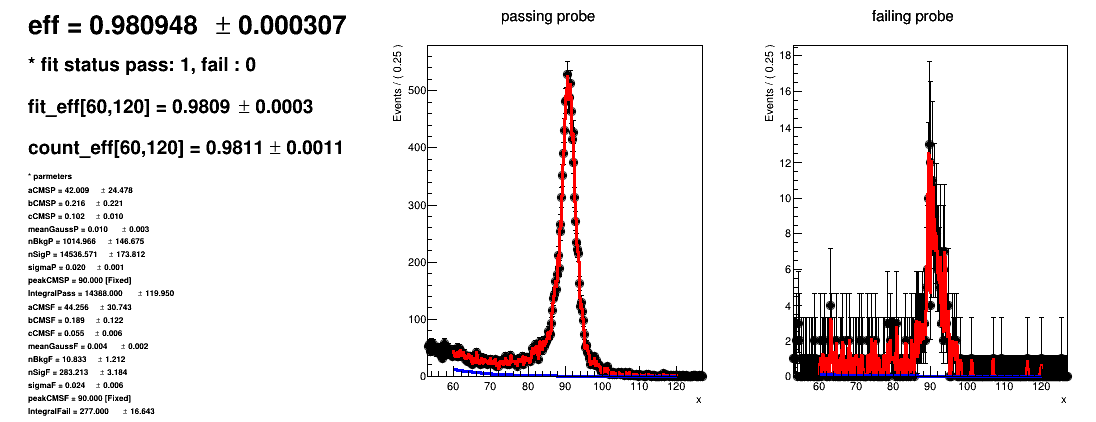 eff = 0.980948 ± 0.000307
* fit status pass: 1, fail : 0
fit_eff[60,120] = 0.9809 ± 0.0003
count_eff[60,120] = 0.9811 ± 0.0011
* parmeters
aCMSP = 42.009 ± 24.478
bCMSP = 0.216 ± 0.221
cCMSP = 0.102 ± 0.010
meanGaussP = 0.010 ± 0.003
nBkgP = 1014.966 ± 146.675
nSigP = 14536.571 ± 173.812
sigmaP = 0.020 ± 0.001
peakCMSP = 90.000 [Fixed]
IntegralPass = 14388.000 ± 119.950
aCMSF = 44.256 ± 30.743
bCMSF = 0.189 ± 0.122
cCMSF = 0.055 ± 0.006
meanGaussF = 0.004 ± 0.002
nBkgF = 10.833 ± 1.212
nSigF = 283.213 ± 3.184
sigmaF = 0.024 ± 0.006
peakCMSF = 90.000 [Fixed]
IntegralFail = 277.000 ± 16.643
passing probe
Events / ( 0.25 )
500
400
300
200
100
0
60 70 80 90 100 110 120
x
failing probe
Events / ( 0.25 )
18
16
14
12
10
8
6
4
2
0
60 70 80 90 100 110 120
x